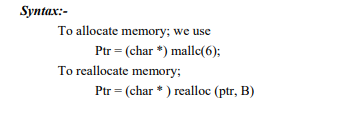 Syntax:-
To allocate memory; we use
Ptr = (char *) mallc(6);
To reallocate memory;
Ptr = (char * ) realloc (ptr, B)